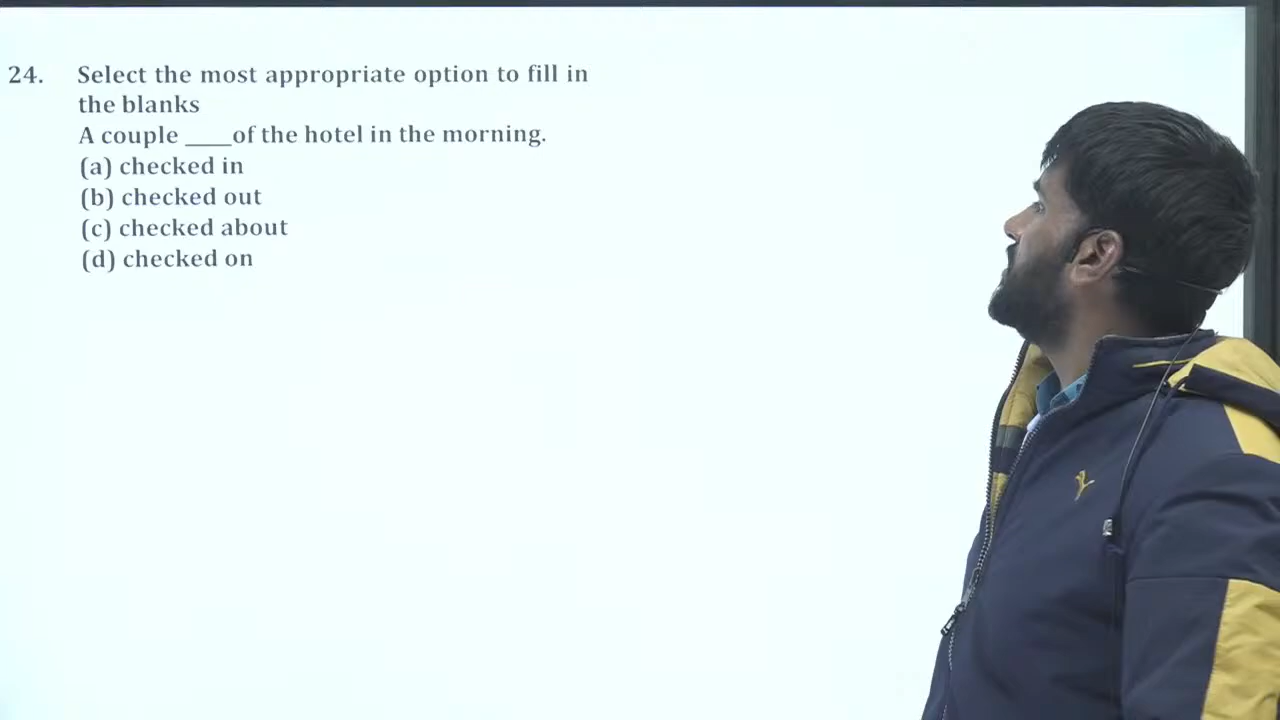 24. Select the most appropriate option to fill in
the blanks
A couple ____of the hotel in the morning.
(a) checked in
(b) checked out
(c) checked about
(d) checked on